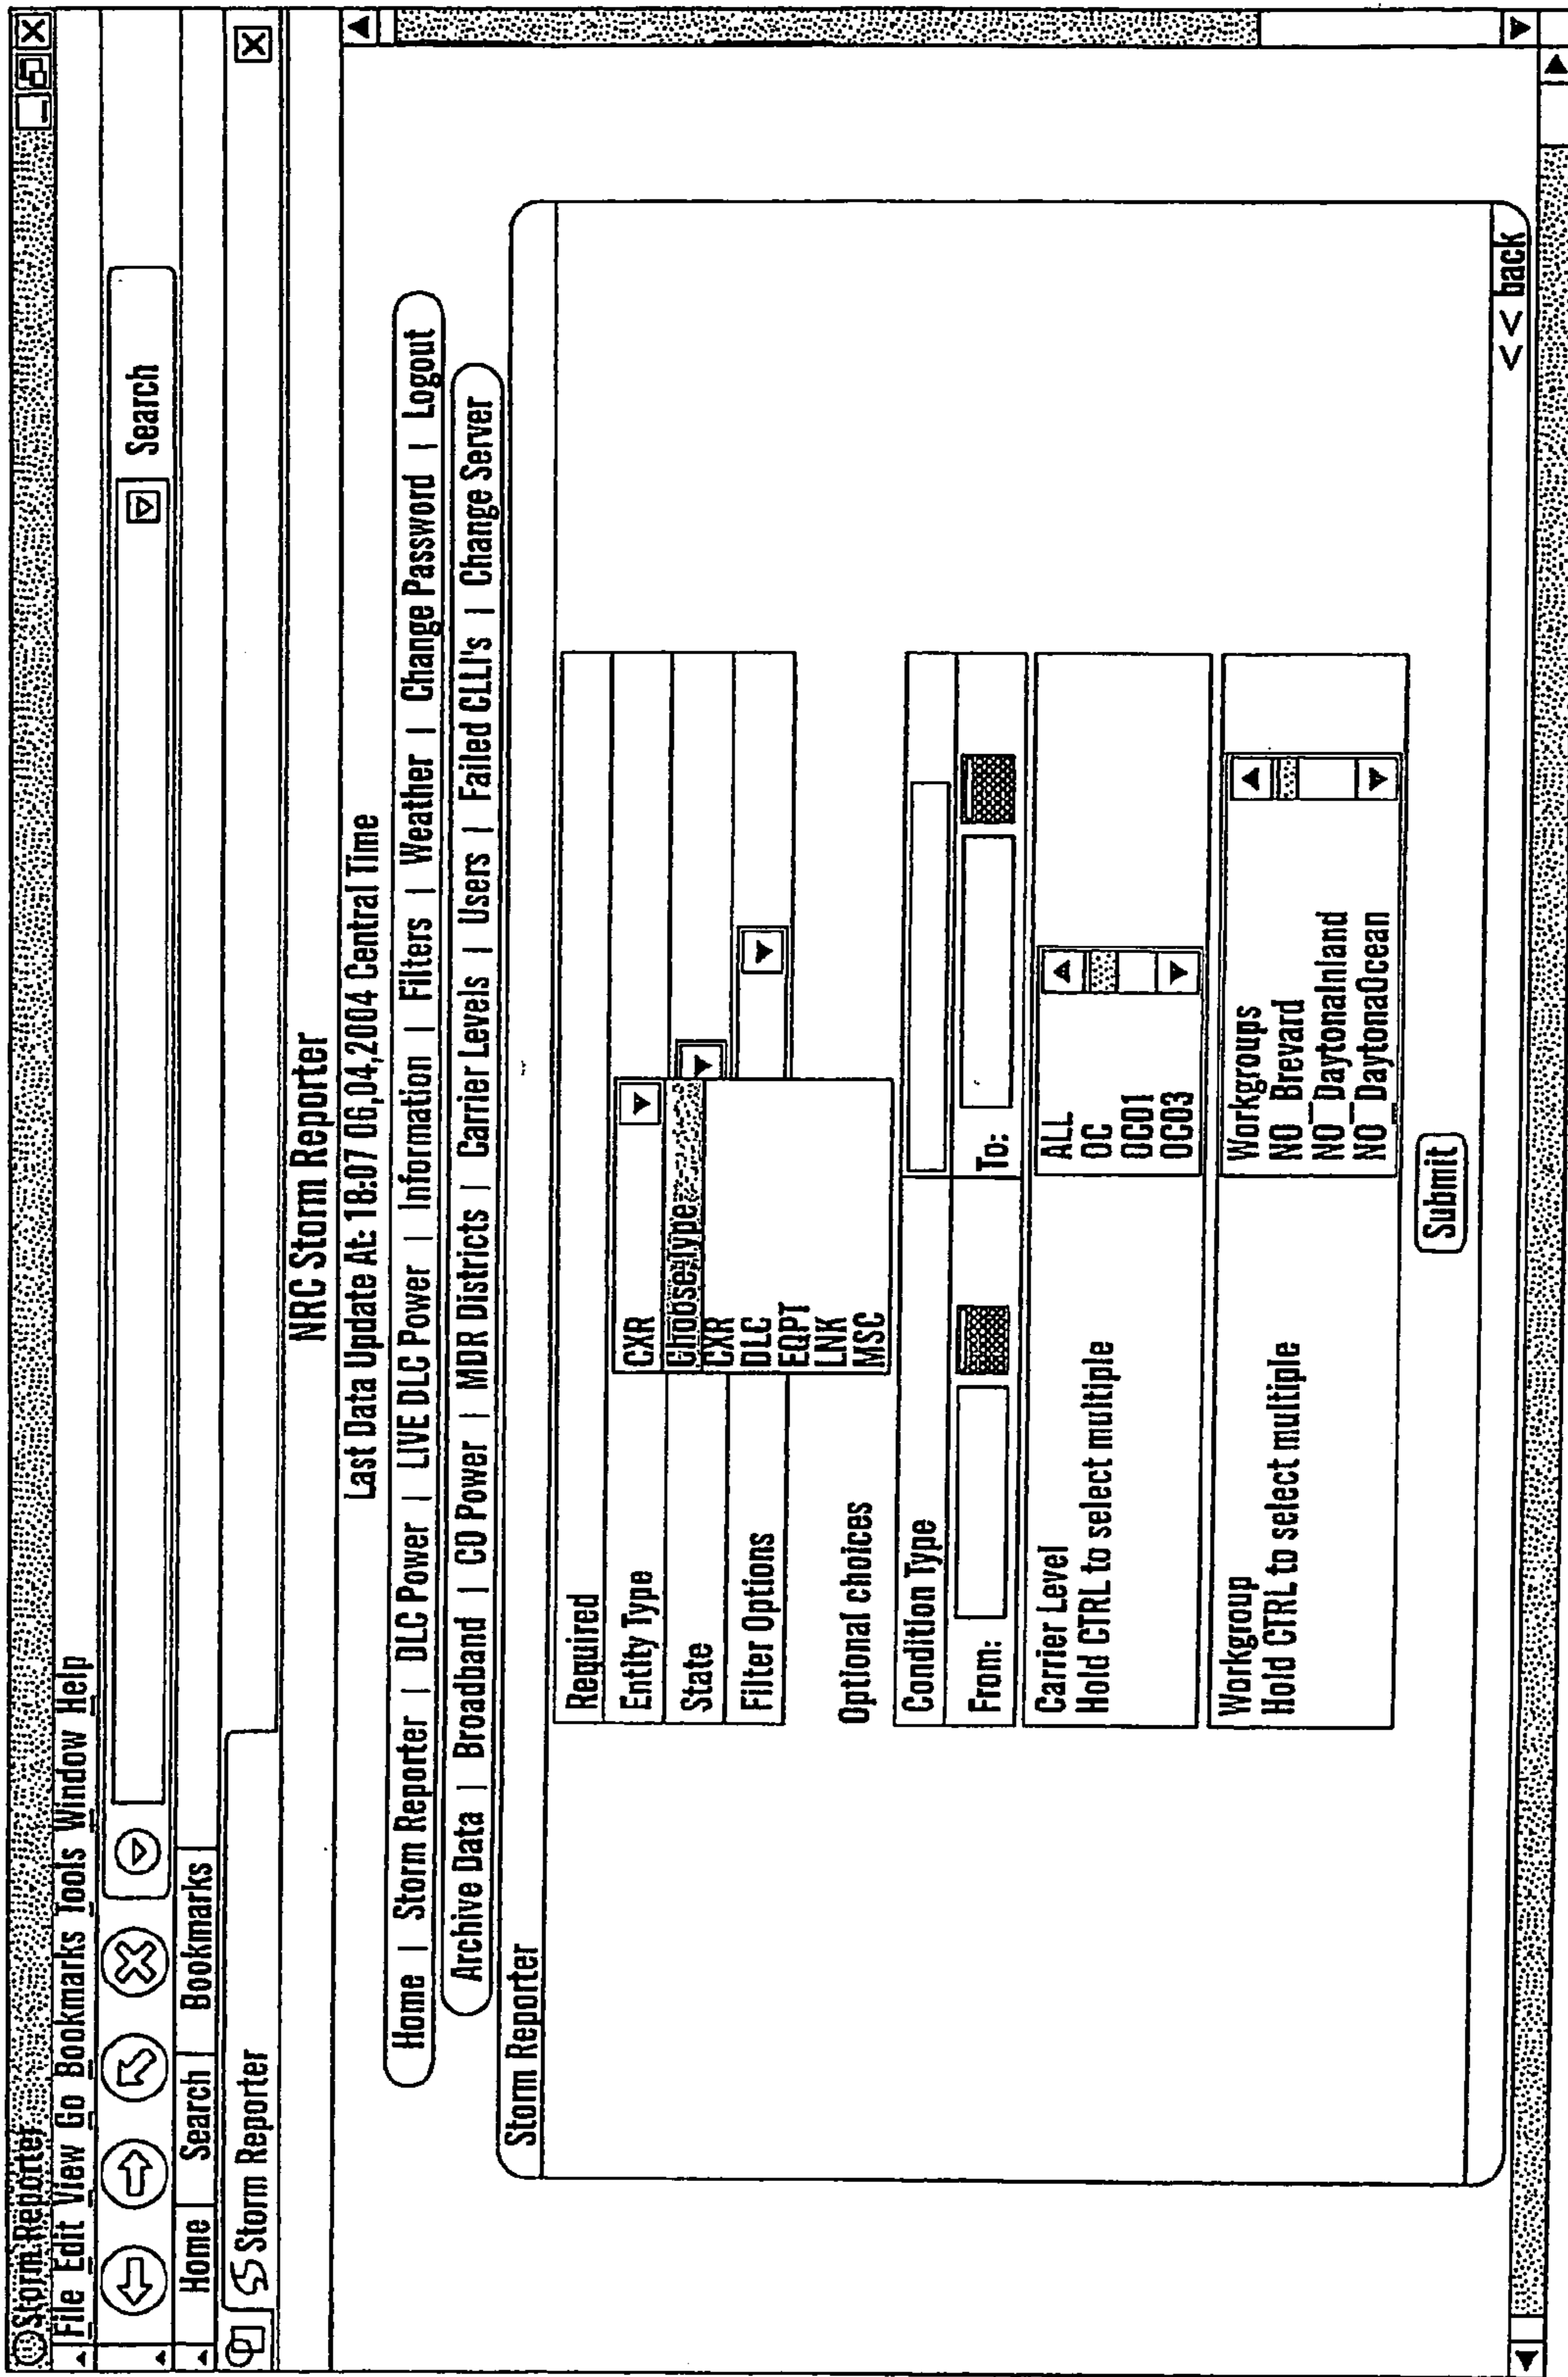 Storm Reporter
File Edit View Go Bookmarks Tools Window Help
Search
Home Search Bookmarks
Storm Reporter
NRC Storm Reporter
Last Data Update At: 18:07 06,04,2004 Central Time
Home | Storm Reporter | DLC Power | LIVE DLC Power | Information | Filters | Weather | Change Password | Logout
Archive Data | Broadband | CO Power | MDR Districts | Carrier Levels | Users | Failed CLLI's | Change Server
Storm Reporter
Required
Entity Type CXR
State Choose type
CXR
Filter Options DLC
EQPT
LNK
MSC
Optional choices
Condition Type
From: To:
Carrier Level ALL
Hold CTRL to select multiple OC
OC01
OC03
Workgroup Workgroups
Hold CTRL to select multiple NO_Brevard
NO_DaytonaInland
NO_DaytonaOcean
Submit
<< back